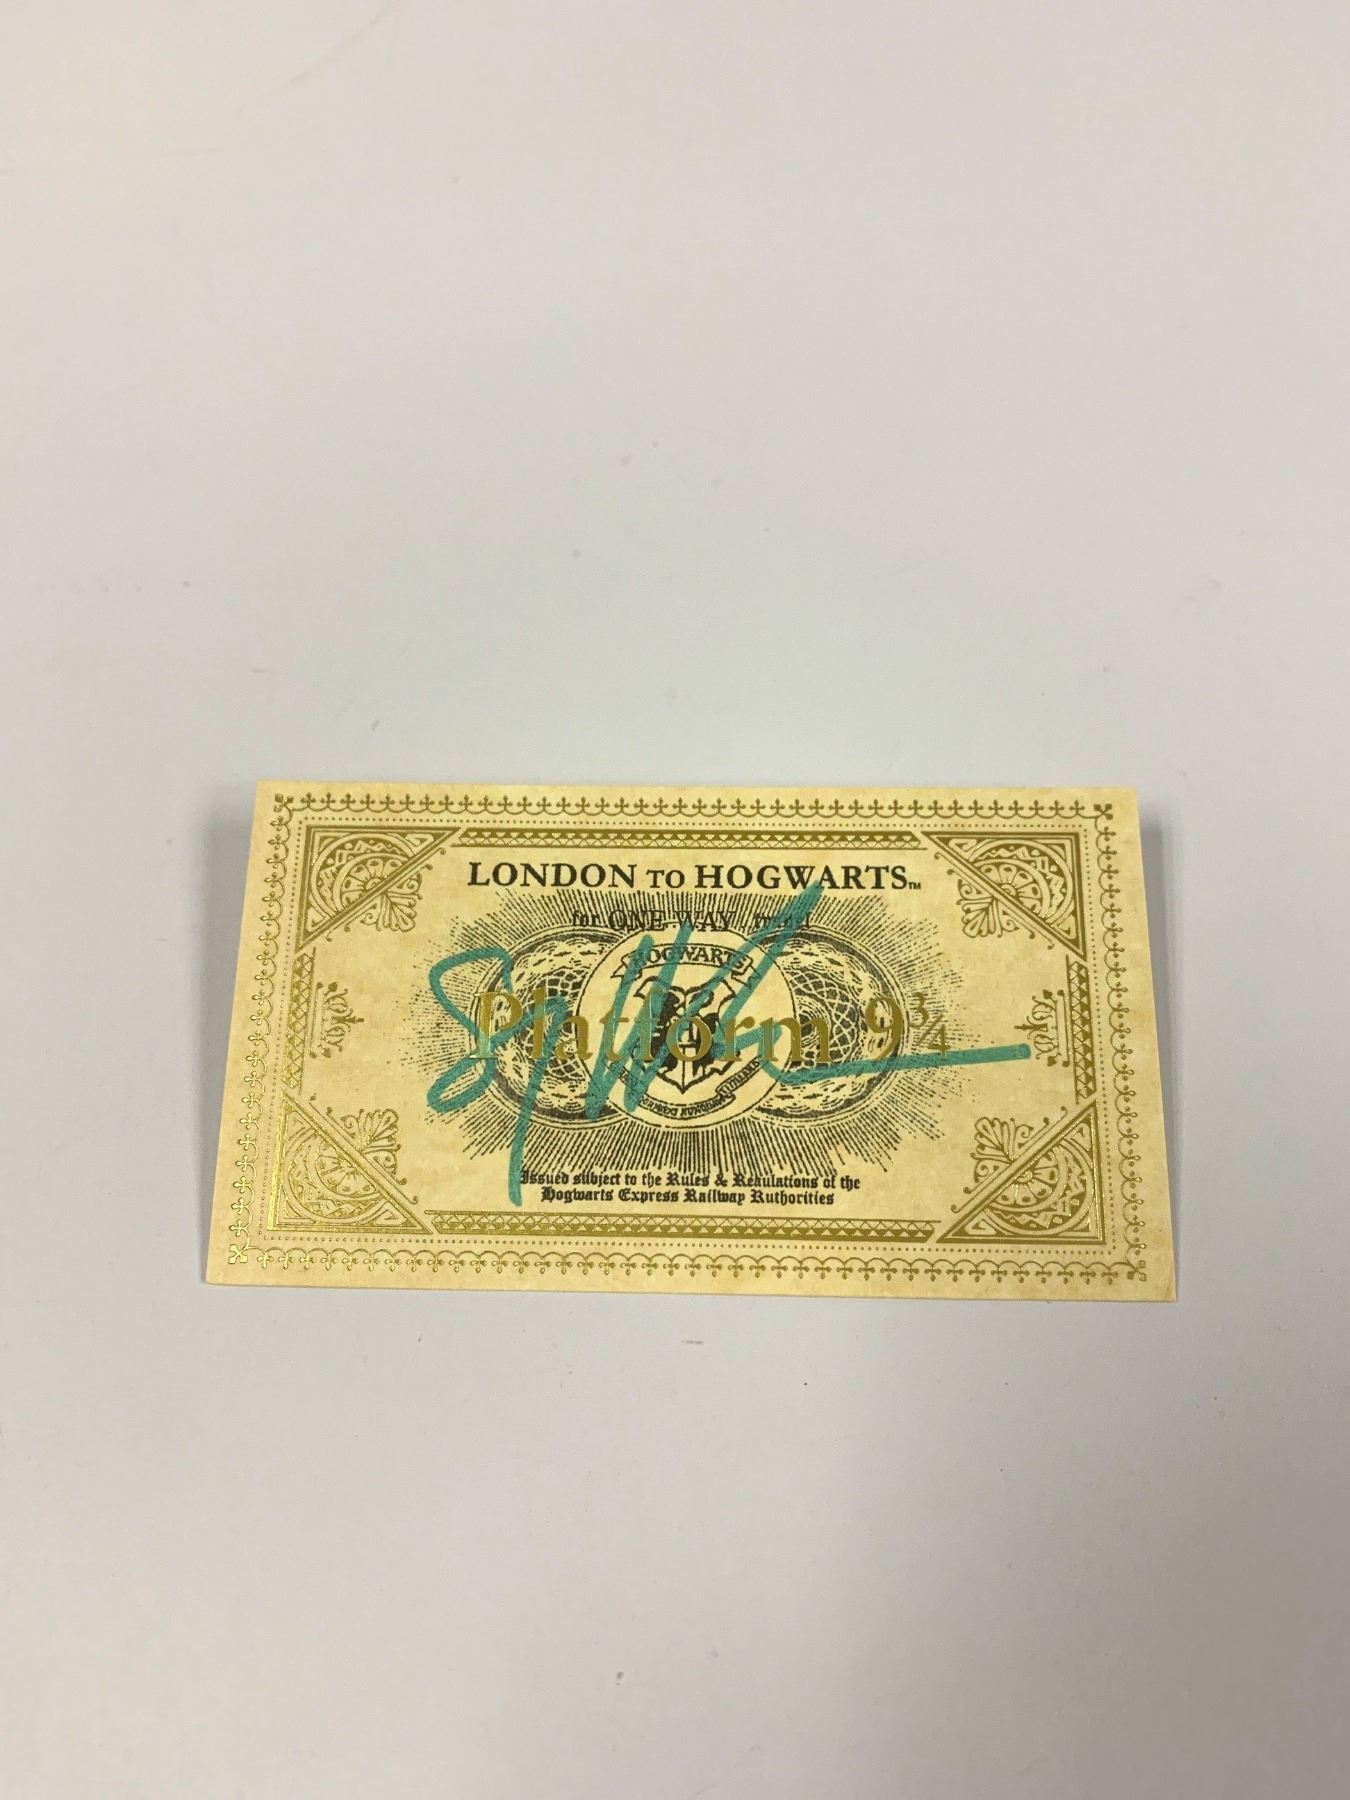 LONDON TO HOGWARTS™
for ONE WAY travel
HOGWARTS
Platform 9¾
Issued subject to the Rules & Regulations of the
Hogwarts Express Railway Authorities